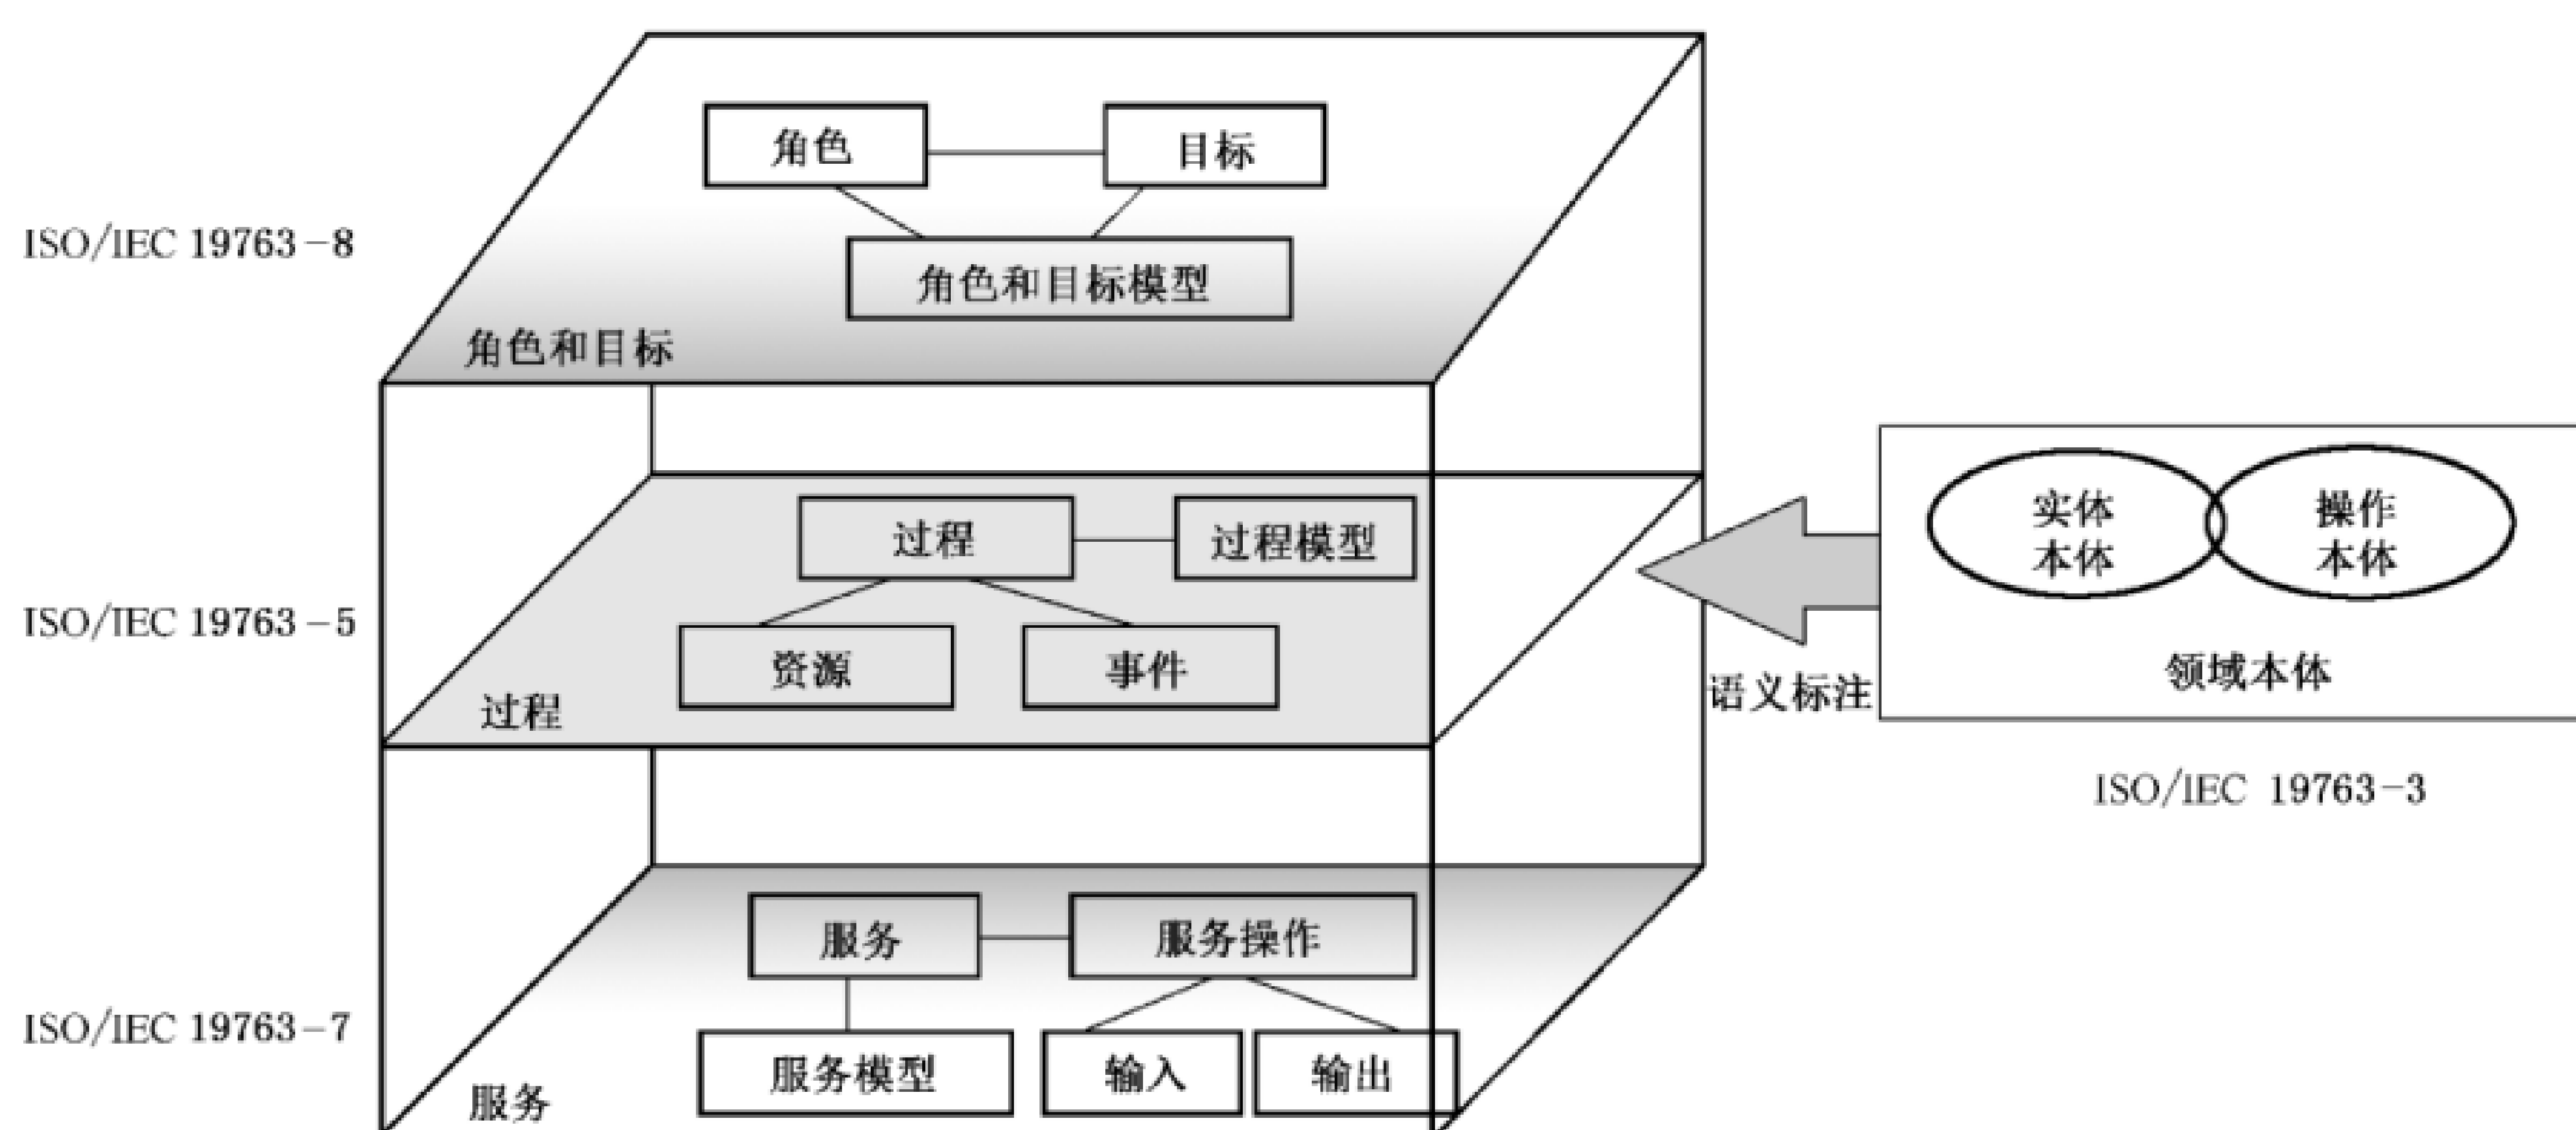 角色
目标
ISO/IEC 19763-8
角色和目标模型
角色和目标
过程
过程模型
实体
本体
操作
本体
ISO/IEC 19763-5
资源
事件
领域本体
语义标注
过程
ISO/IEC 19763-3
服务
服务操作
ISO/IEC 19763-7
服务模型
输入
输出
服务